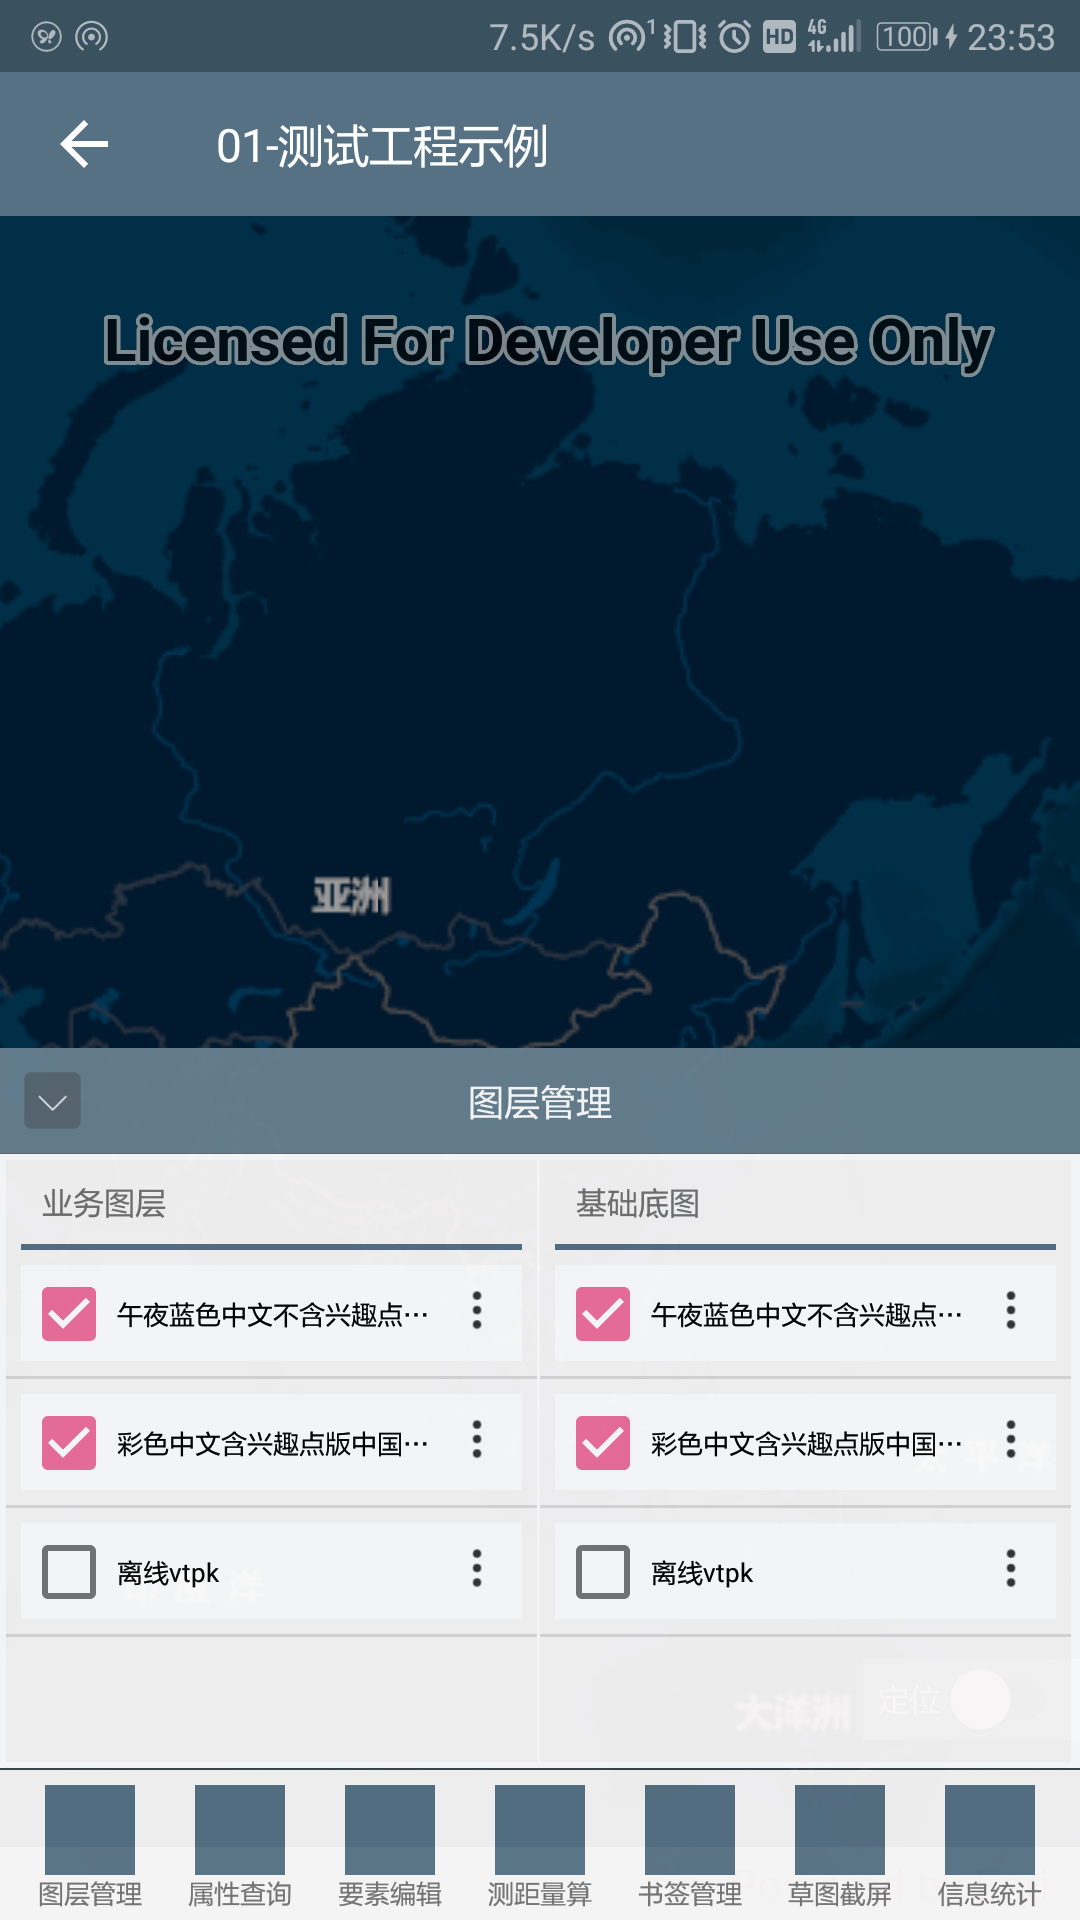 7.5K/s 1 HD 4G 100 23:53
01-测试工程示例
Licensed For Developer Use Only
亚洲
图层管理
业务图层 基础底图
午夜蓝色中文不含兴趣点… 午夜蓝色中文不含兴趣点…
彩色中文含兴趣点版中国… 彩色中文含兴趣点版中国…
太平洋
离线vtpk 离线vtpk
印度洋
大洋洲 定位
图层管理 属性查询 要素编辑 测距量算 书签管理 草图截屏 信息统计